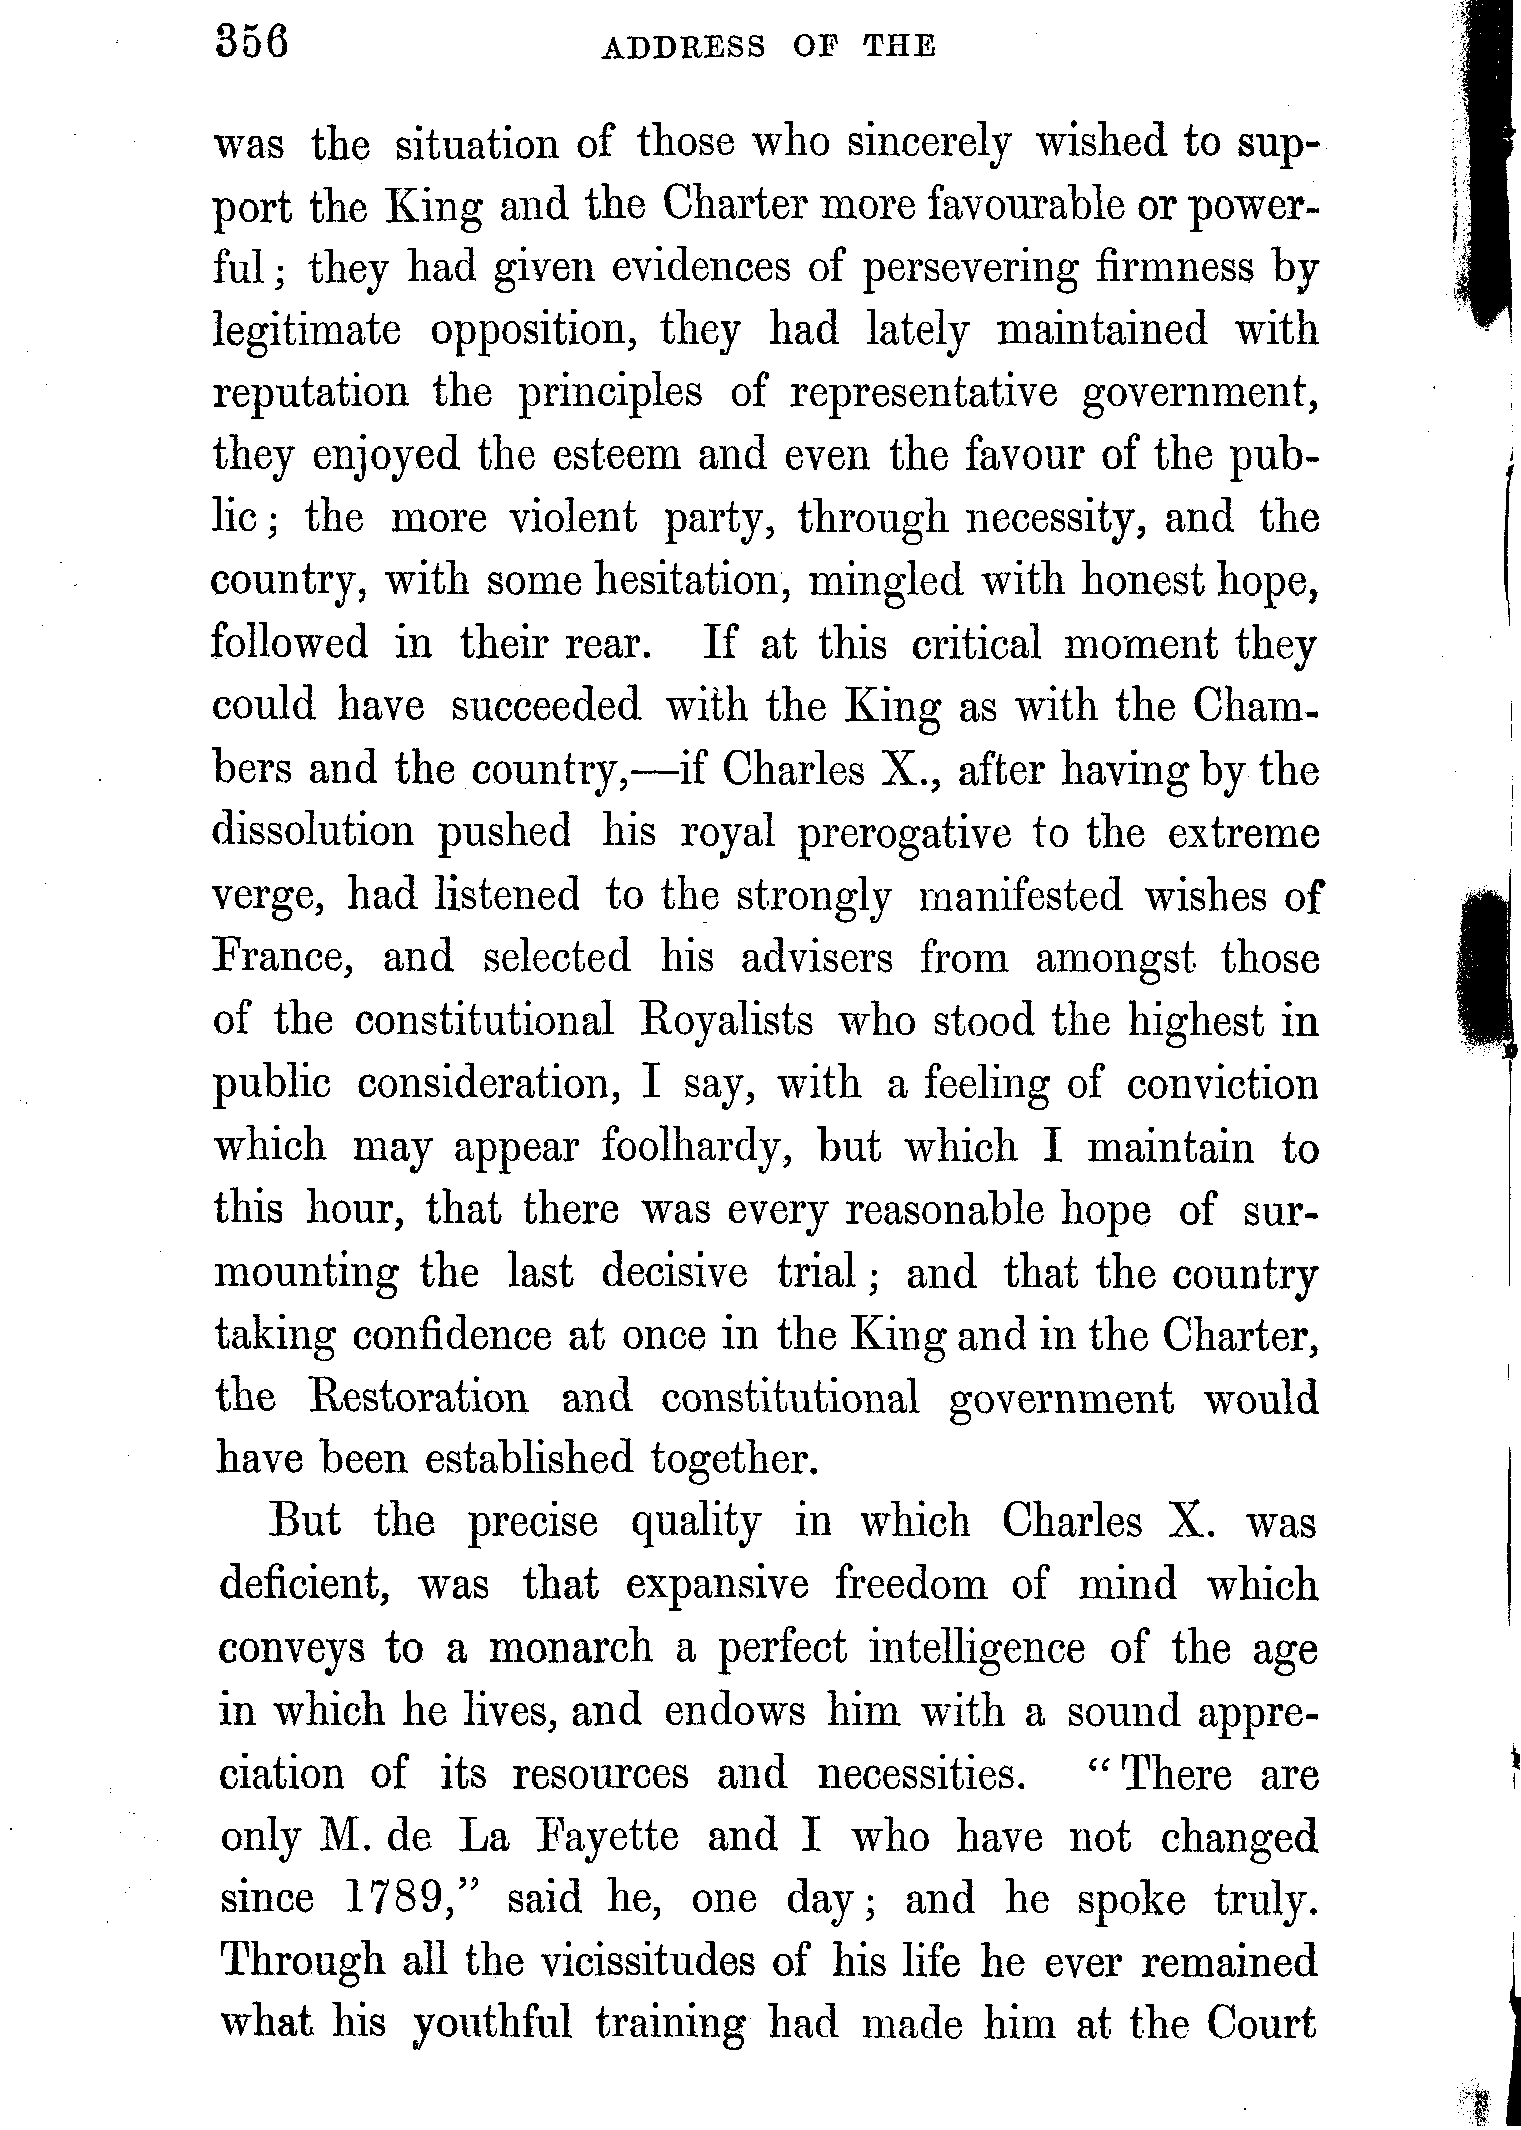 356 ADDRESS OF THE
was the situation of those who sincerely wished to sup-
port the King and the Charter more favourable or power-
ful; they had given evidences of persevering firmness by
legitimate opposition, they had lately maintained with
reputation the principles of representative government,
they enjoyed the esteem and even the favour of the pub-
lic; the more violent party, through necessity, and the
country, with some hesitation, mingled with honest hope,
followed in their rear. If at this critical moment they
could have succeeded with the King as with the Cham-
bers and the country,—if Charles X., after having by the
dissolution pushed his royal prerogative to the extreme
verge, had listened to the strongly manifested wishes of
France, and selected his advisers from amongst those
of the constitutional Royalists who stood the highest in
public consideration, I say, with a feeling of conviction
which may appear foolhardy, but which I maintain to
this hour, that there was every reasonable hope of sur-
mounting the last decisive trial; and that the country
taking confidence at once in the King and in the Charter,
the Restoration and constitutional government would
have been established together.
But the precise quality in which Charles X. was
deficient, was that expansive freedom of mind which
conveys to a monarch a perfect intelligence of the age
in which he lives, and endows him with a sound appre-
ciation of its resources and necessities. "There are
only M. de La Fayette and I who have not changed
since 1789," said he, one day; and he spoke truly.
Through all the vicissitudes of his life he ever remained
what his youthful training had made him at the Court